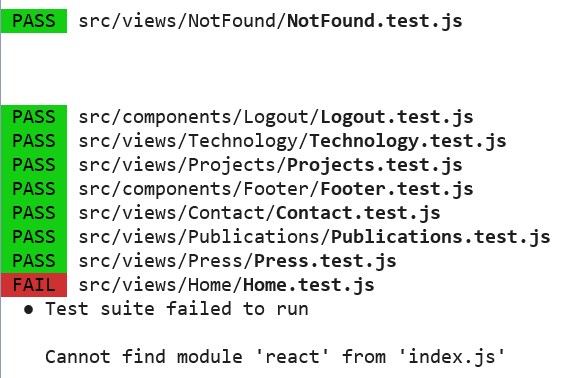 PASS src/views/NotFound/NotFound.test.js
PASS src/components/Logout/Logout.test.js
PASS src/views/Technology/Technology.test.js
PASS src/views/Projects/Projects.test.js
PASS src/components/Footer/Footer.test.js
PASS src/views/Contact/Contact.test.js
PASS src/views/Publications/Publications.test.js
PASS src/views/Press/Press.test.js
FAIL src/views/Home/Home.test.js
● Test suite failed to run
Cannot find module 'react' from 'index.js'